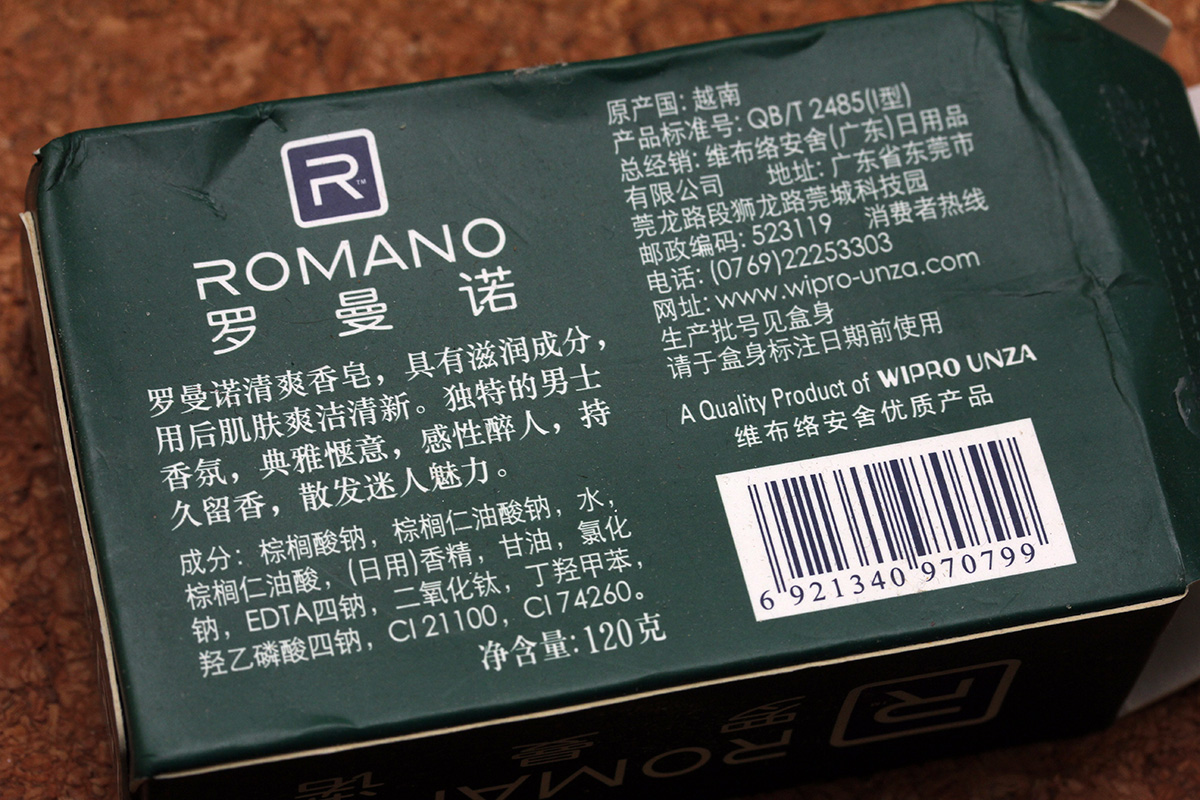 R™
ROMANO
罗曼诺
罗曼诺清爽香皂，具有滋润成分，
用后肌肤爽洁清新。独特的男士
香氛，典雅惬意，感性醉人，持
久留香，散发迷人魅力。
成分：棕榈酸钠，棕榈仁油酸钠，水，
棕榈仁油酸，(日用)香精，甘油，氯化
钠，EDTA四钠，二氧化钛，丁羟甲苯，
羟乙磷酸四钠，CI 21100，CI 74260。
净含量:120克
原产国: 越南
产品标准号: QB/T 2485(I型)
总经销: 维布络安舍(广东)日用品
有限公司 地址: 广东省东莞市
莞龙路段狮龙路莞城科技园
邮政编码: 523119 消费者热线
电话: (0769)22253303
网址: www.wipro-unza.com
生产批号见盒身
请于盒身标注日期前使用
A Quality Product of WIPRO UNZA
维布络安舍优质产品
6 921340 970799
R
ROMAN
罗曼诺